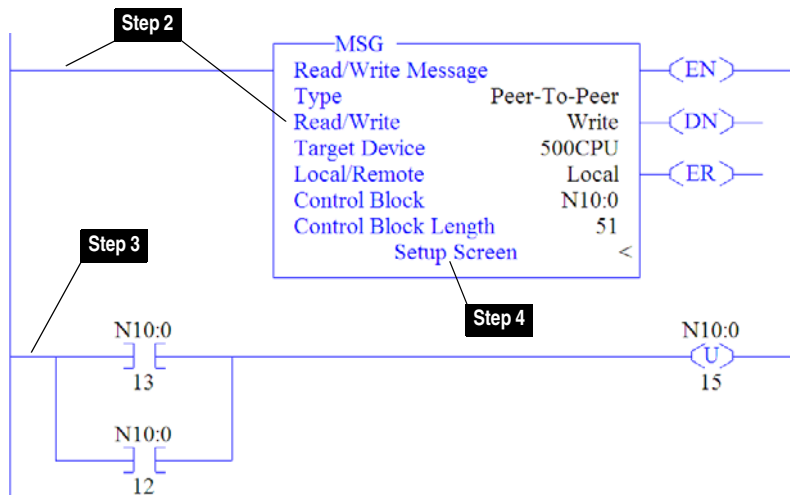 Step 2
MSG
Read/Write Message
Type Peer-To-Peer
Read/Write Write
Target Device 500CPU
Local/Remote Local
Control Block N10:0
Control Block Length 51
Setup Screen <
EN
DN
ER
Step 3
Step 4
N10:0
13
N10:0
U
15
N10:0
12